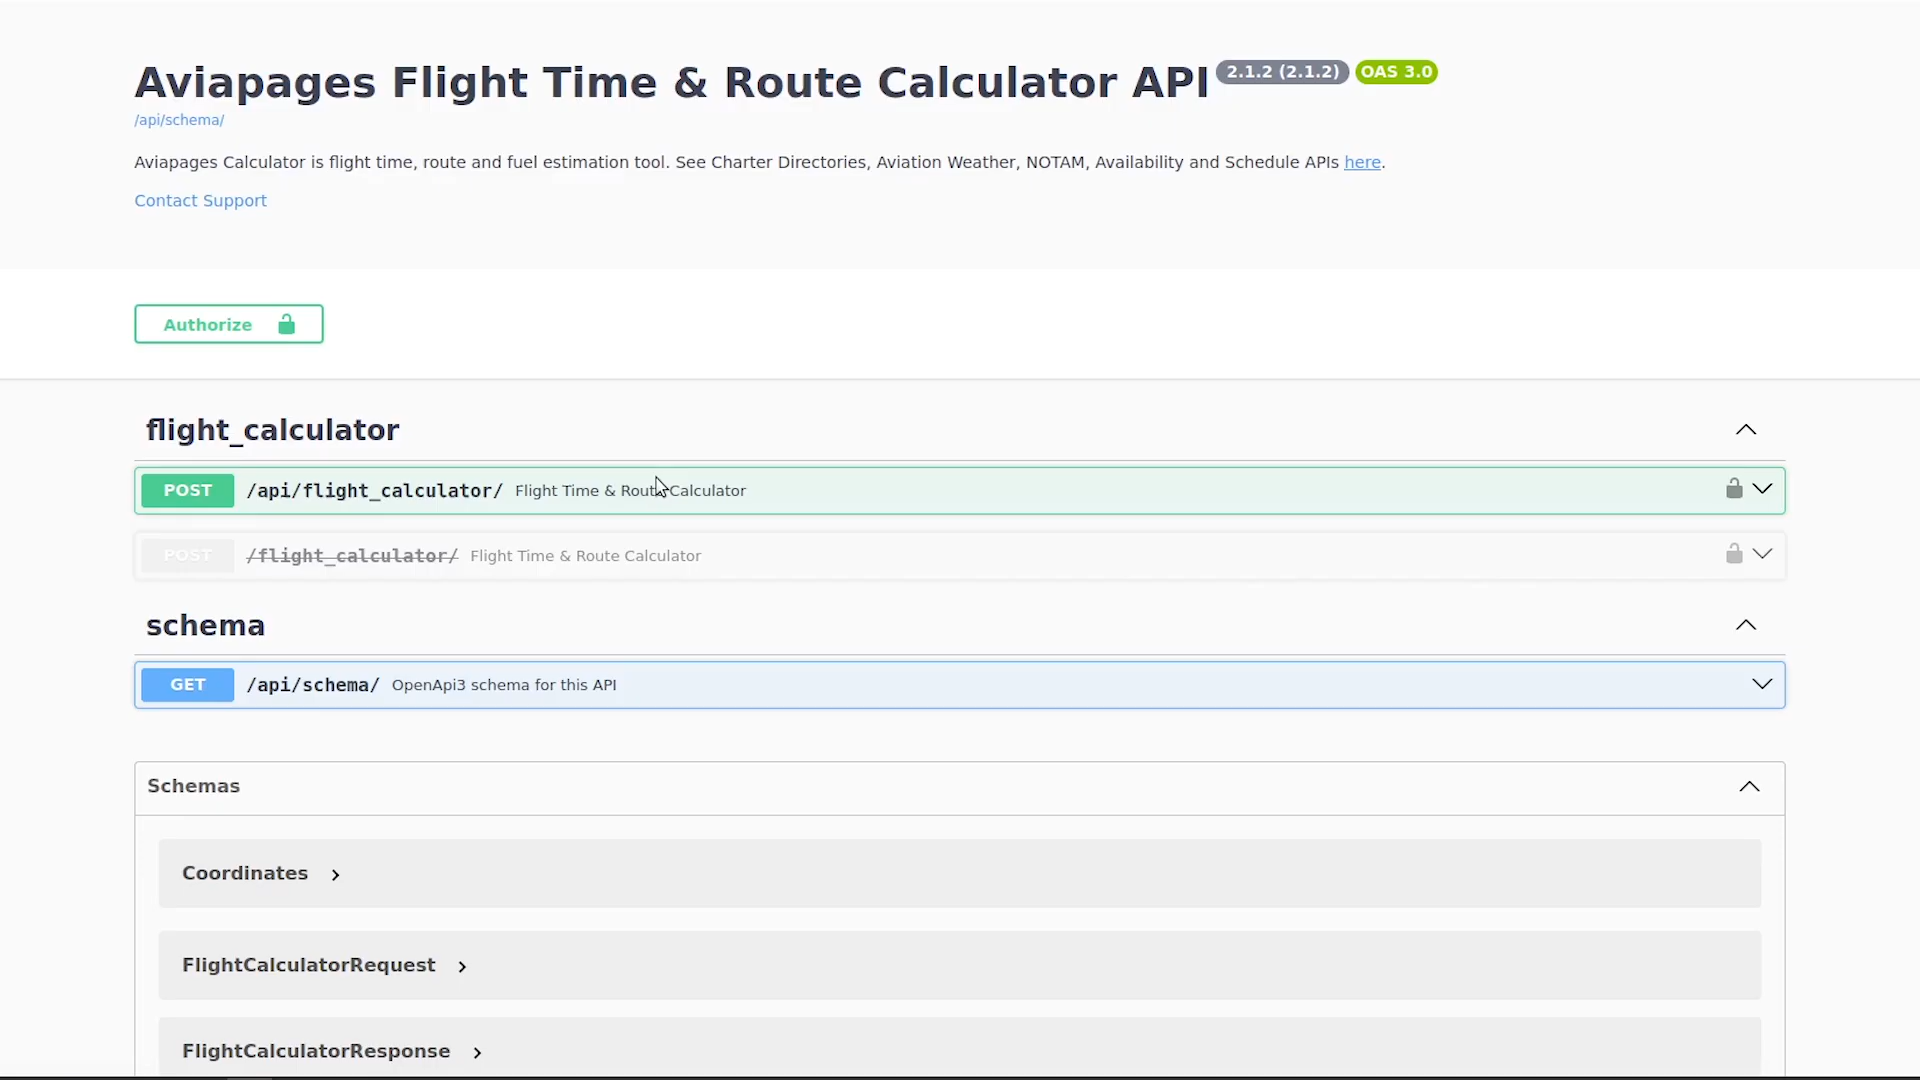 Aviapages Flight Time & Route Calculator API 2.1.2 (2.1.2) OAS 3.0
/api/schema/
Aviapages Calculator is flight time, route and fuel estimation tool. See Charter Directories, Aviation Weather, NOTAM, Availability and Schedule APIs here.
Contact Support
Authorize
flight_calculator
POST /api/flight_calculator/ Flight Time & Route Calculator
POST /flight_calculator/ Flight Time & Route Calculator
schema
GET /api/schema/ OpenApi3 schema for this API
Schemas
Coordinates
FlightCalculatorRequest
FlightCalculatorResponse